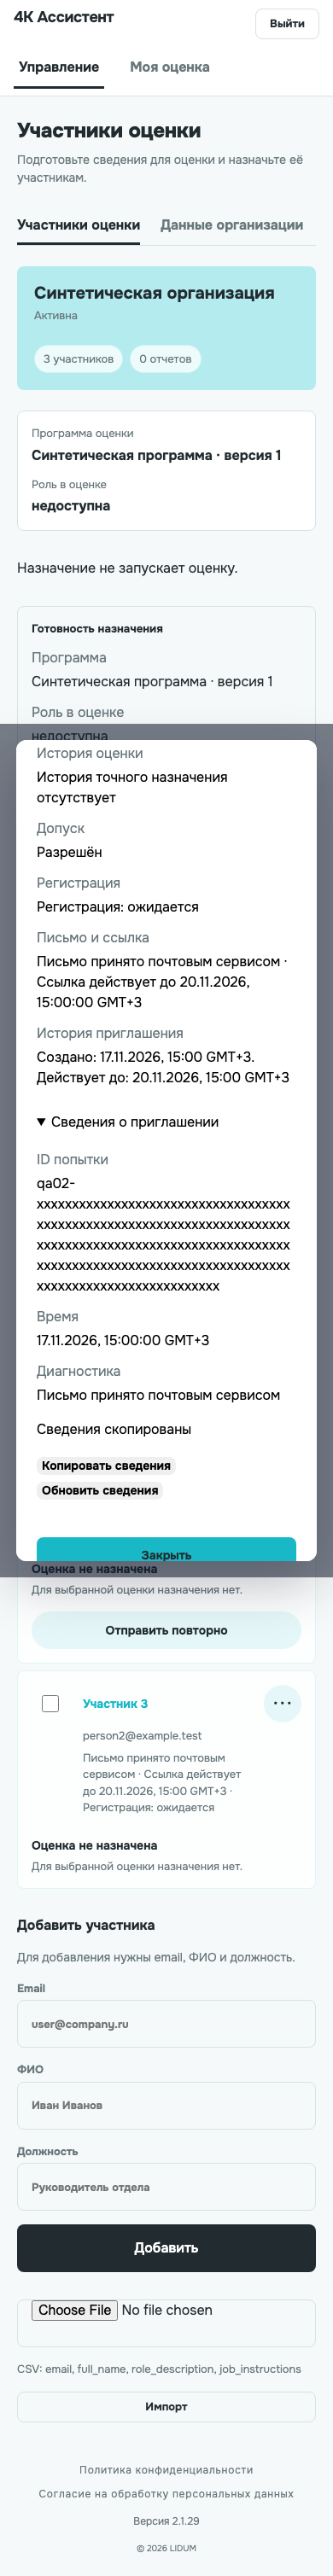 4K Ассистент
Выйти
Управление
Моя оценка
Участники оценки
Подготовьте сведения для оценки и назначьте её
участникам.
Участники оценки
Данные организации
Синтетическая организация
Активна
3 участников
0 отчетов
Программа оценки
Синтетическая программа · версия 1
Роль в оценке
недоступна
Назначение не запускает оценку.
Готовность назначения
Программа
Синтетическая программа · версия 1
Роль в оценке
недоступна
История оценки
История точного назначения
отсутствует
Допуск
Разрешён
Регистрация
Регистрация: ожидается
Письмо и ссылка
Письмо принято почтовым сервисом ·
Ссылка действует до 20.11.2026,
15:00:00 GMT+3
История приглашения
Создано: 17.11.2026, 15:00 GMT+3.
Действует до: 20.11.2026, 15:00 GMT+3
▼ Сведения о приглашении
ID попытки
qa02-
Время
17.11.2026, 15:00:00 GMT+3
Диагностика
Письмо принято почтовым сервисом
Сведения скопированы
Копировать сведения
Обновить сведения
Закрыть
Оценка не назначена
Для выбранной оценки назначения нет.
Отправить повторно
Участник 3
person2@example.test
Письмо принято почтовым
сервисом · Ссылка действует
до 20.11.2026, 15:00 GMT+3 ·
Регистрация: ожидается
Оценка не назначена
Для выбранной оценки назначения нет.
Добавить участника
Для добавления нужны email, ФИО и должность.
Email
user@company.ru
ФИО
Иван Иванов
Должность
Руководитель отдела
Добавить
Choose File No file chosen
CSV: email, full_name, role_description, job_instructions
Импорт
Политика конфиденциальности
Согласие на обработку персональных данных
Версия 2.1.29
© 2026 LIDUM